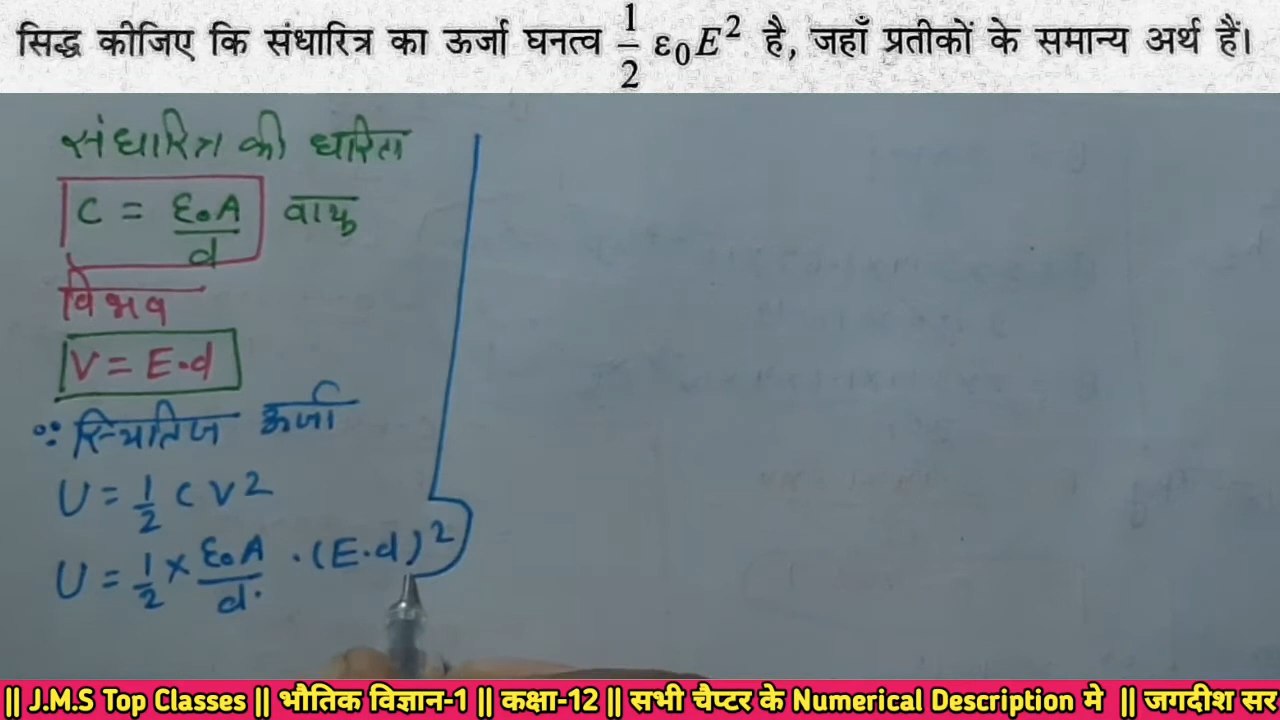 सिद्ध कीजिए कि संधारित्र का ऊर्जा घनत्व 1/2 ε₀E² है, जहाँ प्रतीकों के समान्य अर्थ हैं।
संधारित्र की धारिता
C = ε₀A/d वायु
विभव
V = E.d
∵ स्थितिज ऊर्जा
U = 1/2 C V²
U = 1/2 × ε₀A/d . (E.d)²
|| J.M.S Top Classes || भौतिक विज्ञान-1 || कक्षा-12 || सभी चैप्टर के Numerical Description मे || जगदीश सर